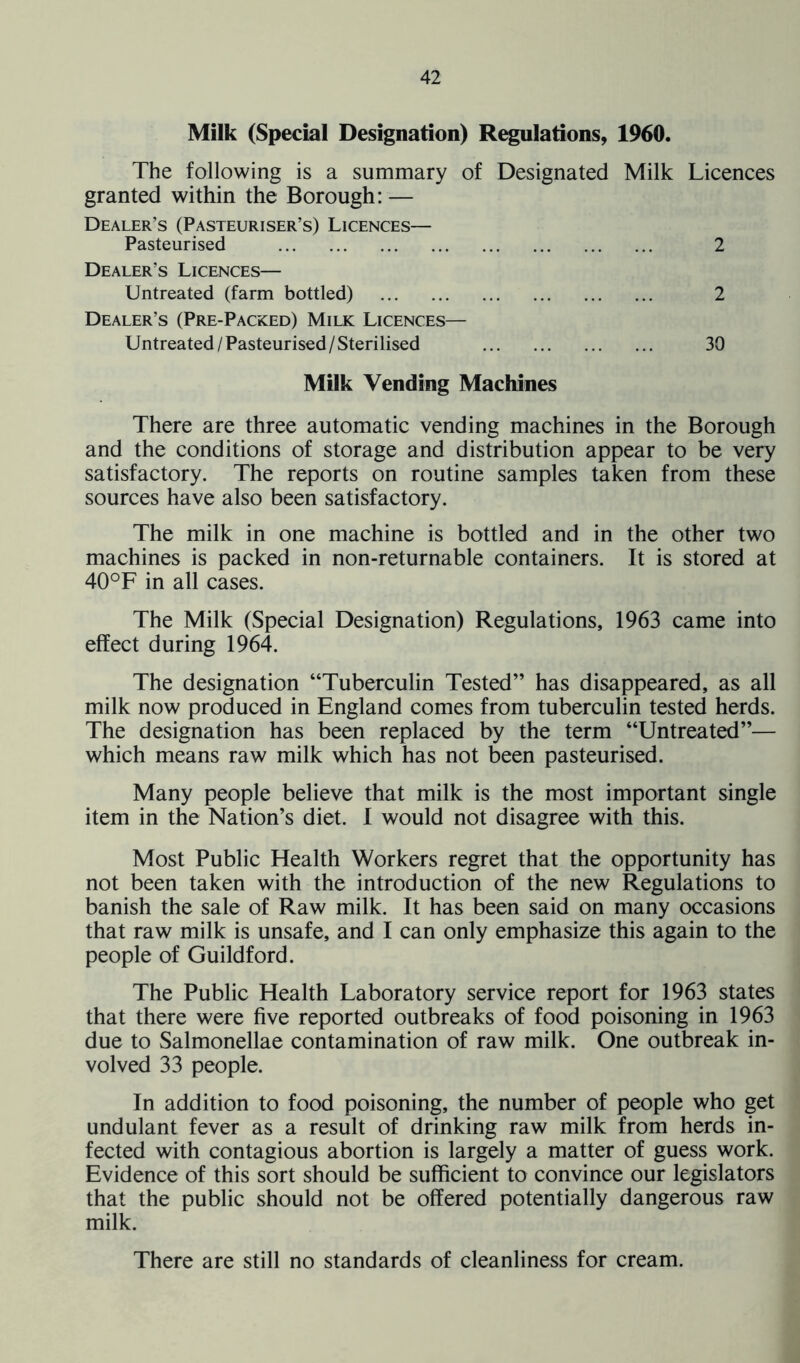 42
Milk (Special Designation) Regulations, 1960.
The following is a summary of Designated Milk Licences
granted within the Borough: —
Dealer's (Pasteuriser's) Licences—
Pasteurised ... ... ... ... ... ... ... ... 2
Dealer's Licences—
Untreated (farm bottled) ... ... ... ... ... ... 2
Dealer's (Pre-Packed) Milk Licences—
Untreated/Pasteurised/Sterilised ... ... ... ... 30
Milk Vending Machines
There are three automatic vending machines in the Borough
and the conditions of storage and distribution appear to be very
satisfactory. The reports on routine samples taken from these
sources have also been satisfactory.
The milk in one machine is bottled and in the other two
machines is packed in non-returnable containers. It is stored at
40°F in all cases.
The Milk (Special Designation) Regulations, 1963 came into
effect during 1964.
The designation “Tuberculin Tested” has disappeared, as all
milk now produced in England comes from tuberculin tested herds.
The designation has been replaced by the term “Untreated”—
which means raw milk which has not been pasteurised.
Many people believe that milk is the most important single
item in the Nation's diet. I would not disagree with this.
Most Public Health Workers regret that the opportunity has
not been taken with the introduction of the new Regulations to
banish the sale of Raw milk. It has been said on many occasions
that raw milk is unsafe, and I can only emphasize this again to the
people of Guildford.
The Public Health Laboratory service report for 1963 states
that there were five reported outbreaks of food poisoning in 1963
due to Salmonellae contamination of raw milk. One outbreak in-
volved 33 people.
In addition to food poisoning, the number of people who get
undulant fever as a result of drinking raw milk from herds in-
fected with contagious abortion is largely a matter of guess work.
Evidence of this sort should be sufficient to convince our legislators
that the public should not be offered potentially dangerous raw
milk.
There are still no standards of cleanliness for cream.